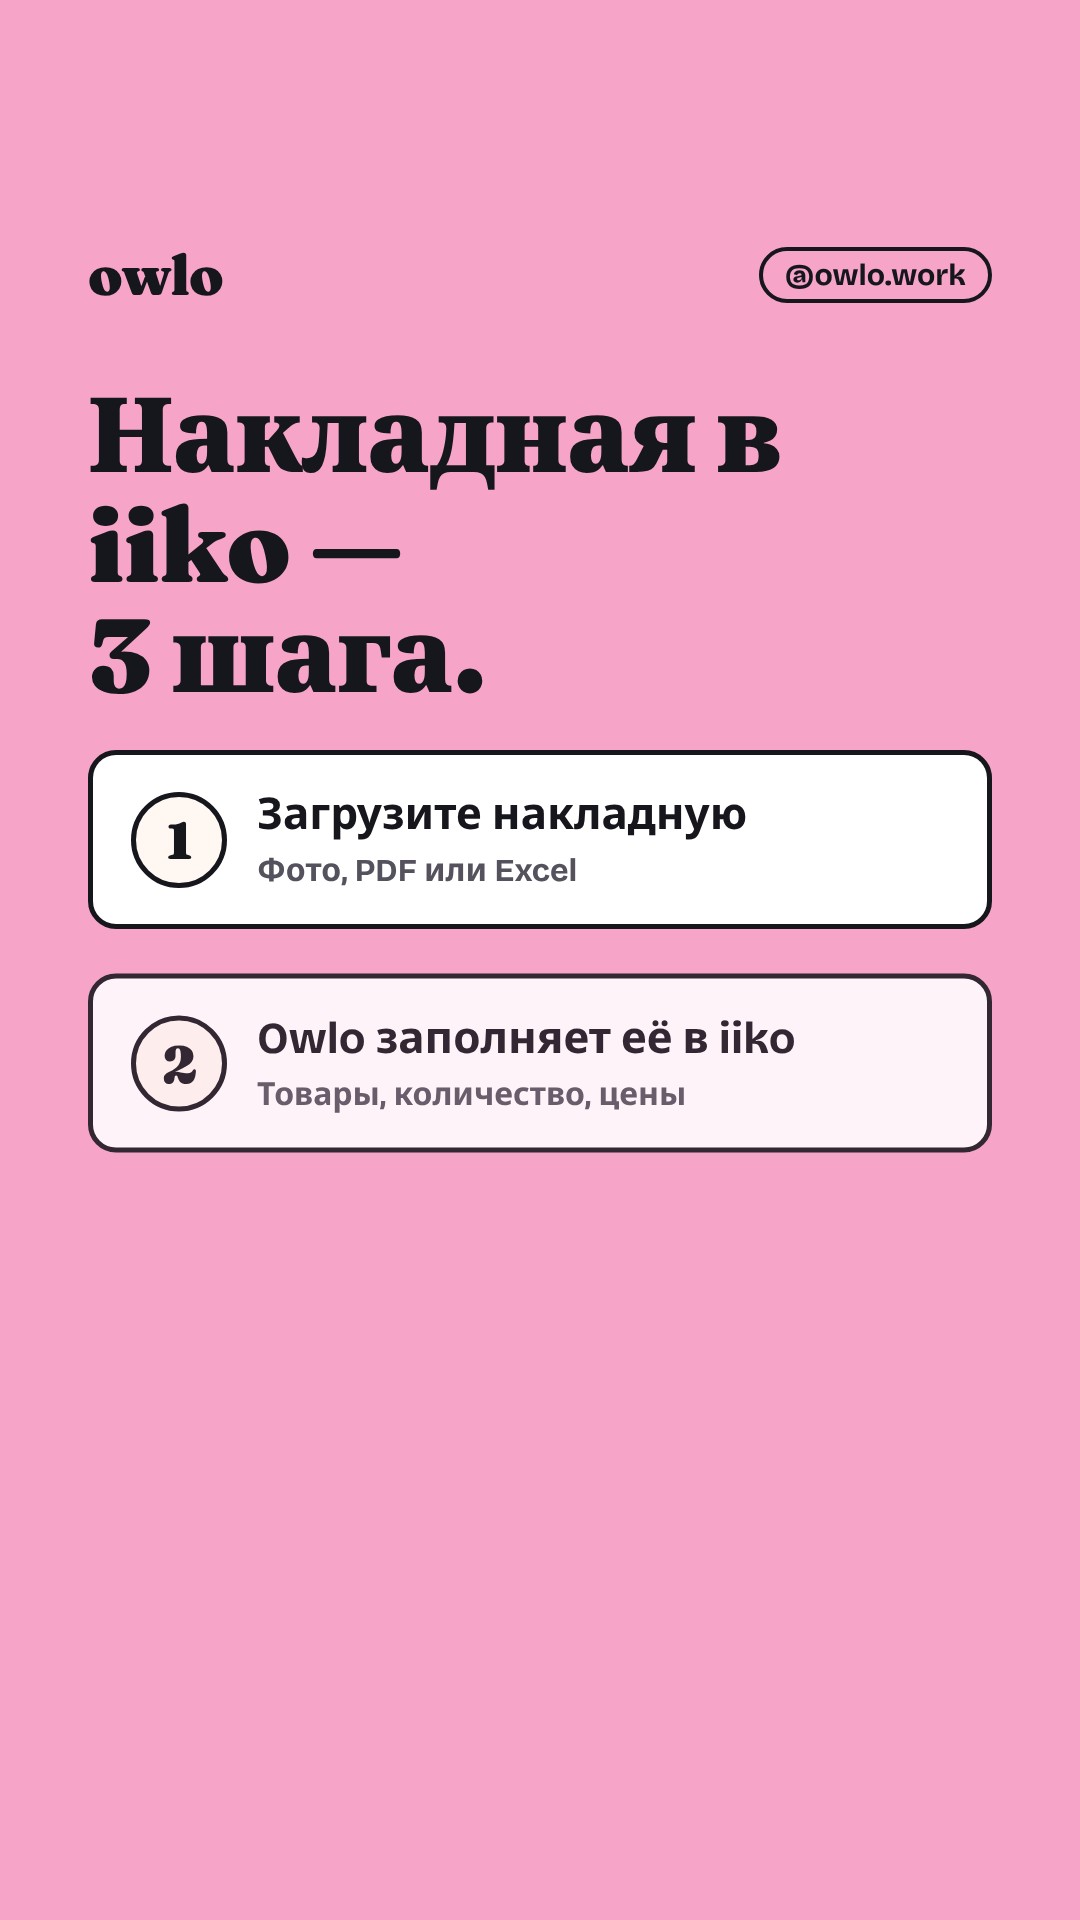 owlo
@owlo.work
Накладная в
iiko —
3 шага.
1
Загрузите накладную
Фото, PDF или Excel
2
Owlo заполняет её в iiko
Товары, количество, цены